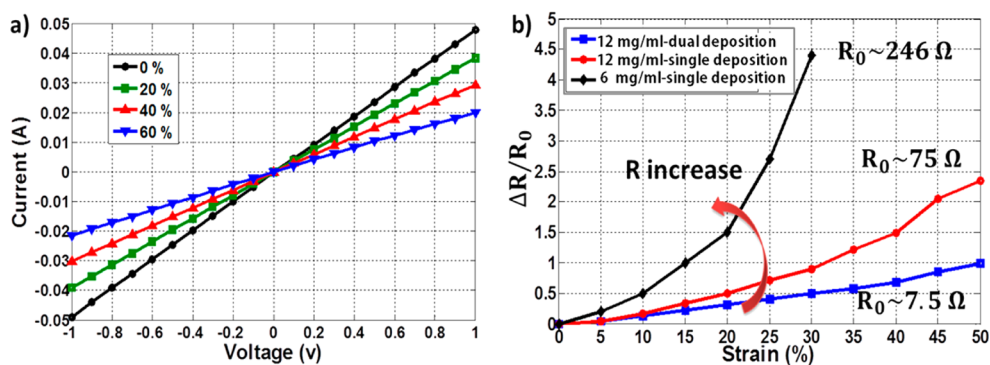 a)
Current (A)
0.05
0.04
0.03
0.02
0.01
0
-0.01
-0.02
-0.03
-0.04
-0.05
0 %
20 %
40 %
60 %
-1 -0.8 -0.6 -0.4 -0.2 0 0.2 0.4 0.6 0.8 1
Voltage (v)
b)
ΔR/R₀
5
4.5
4
3.5
3
2.5
2
1.5
1
0.5
0
12 mg/ml-dual deposition
12 mg/ml-single deposition
6 mg/ml-single deposition
R₀~246 Ω
R₀~75 Ω
R increase
R₀~7.5 Ω
0 5 10 15 20 25 30 35 40 45 50
Strain (%)